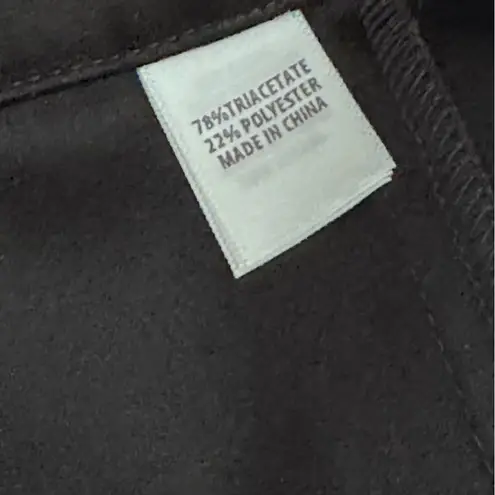 78%TRIACETATE
22% POLYESTER
MADE IN CHINA